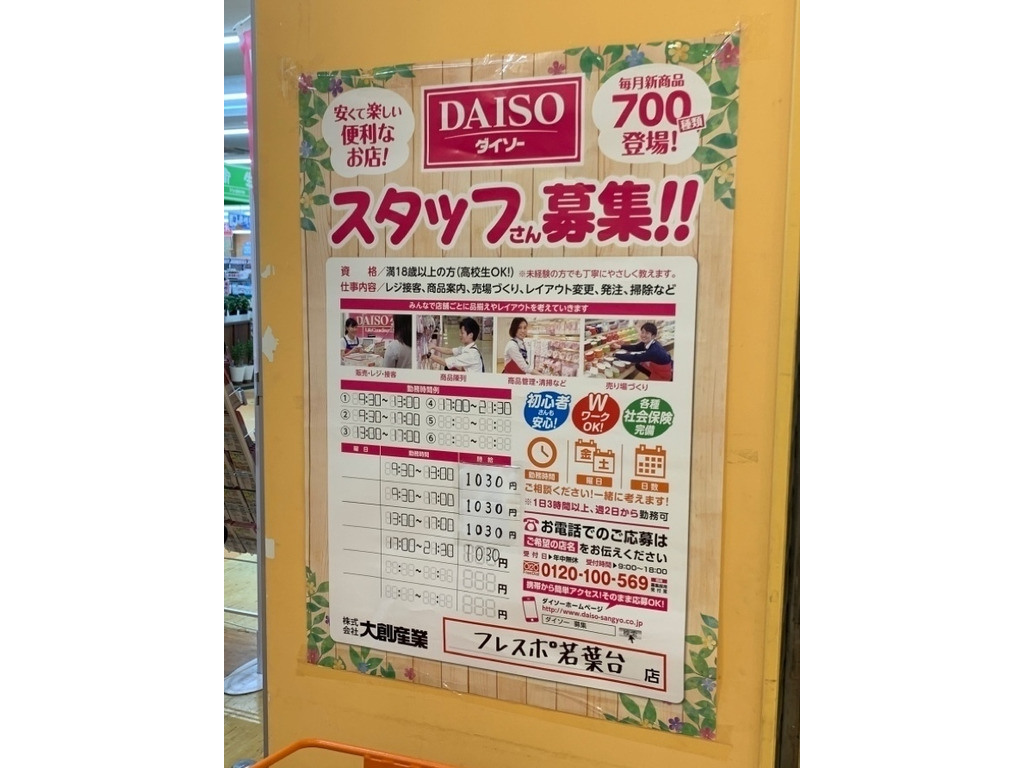 安くて楽しい
便利な
お店!
DAISO
ダイソー
毎月新商品
700種類
登場!
スタッフさん募集!!
資 格/満18歳以上の方(高校生OK!) ※未経験の方でも丁寧にやさしく教えます。
仕事内容/レジ接客、商品案内、売場づくり、レイアウト変更、発注、掃除など
みんなで店舗ごとに品揃えやレイアウトを考えていきます
DAISO
販売・レジ・接客
商品陳列
商品管理・清掃など
売り場づくり
勤務時間例
① 9:30~13:00 ④ 17:00~21:30
② 9:30~17:00 ⑤
③ 13:00~17:00 ⑥
曜 日 勤務時間 時 給
9:30~13:00 1030円
9:30~17:00 1030円
13:00~17:00 1030円
17:00~21:30 1030円
円
円
初心者
さんも
安心!
W
ワーク
OK!
各種
社会保険
完備
勤務時間
金
土
曜日
日数
ご相談ください!一緒に考えます!
※1日3時間以上、週2日から勤務可
お電話でのご応募は
ご希望の店名をお伝えください
受 付 日▶年中無休 受付時間▶9:00~18:00
0120-100-569
携帯から簡単アクセス!そのまま応募OK!
ダイソーホームページ
http://www.daiso-sangyo.co.jp
ダイソー 募集
株式
会社 大創産業
フレスポ若葉台 店